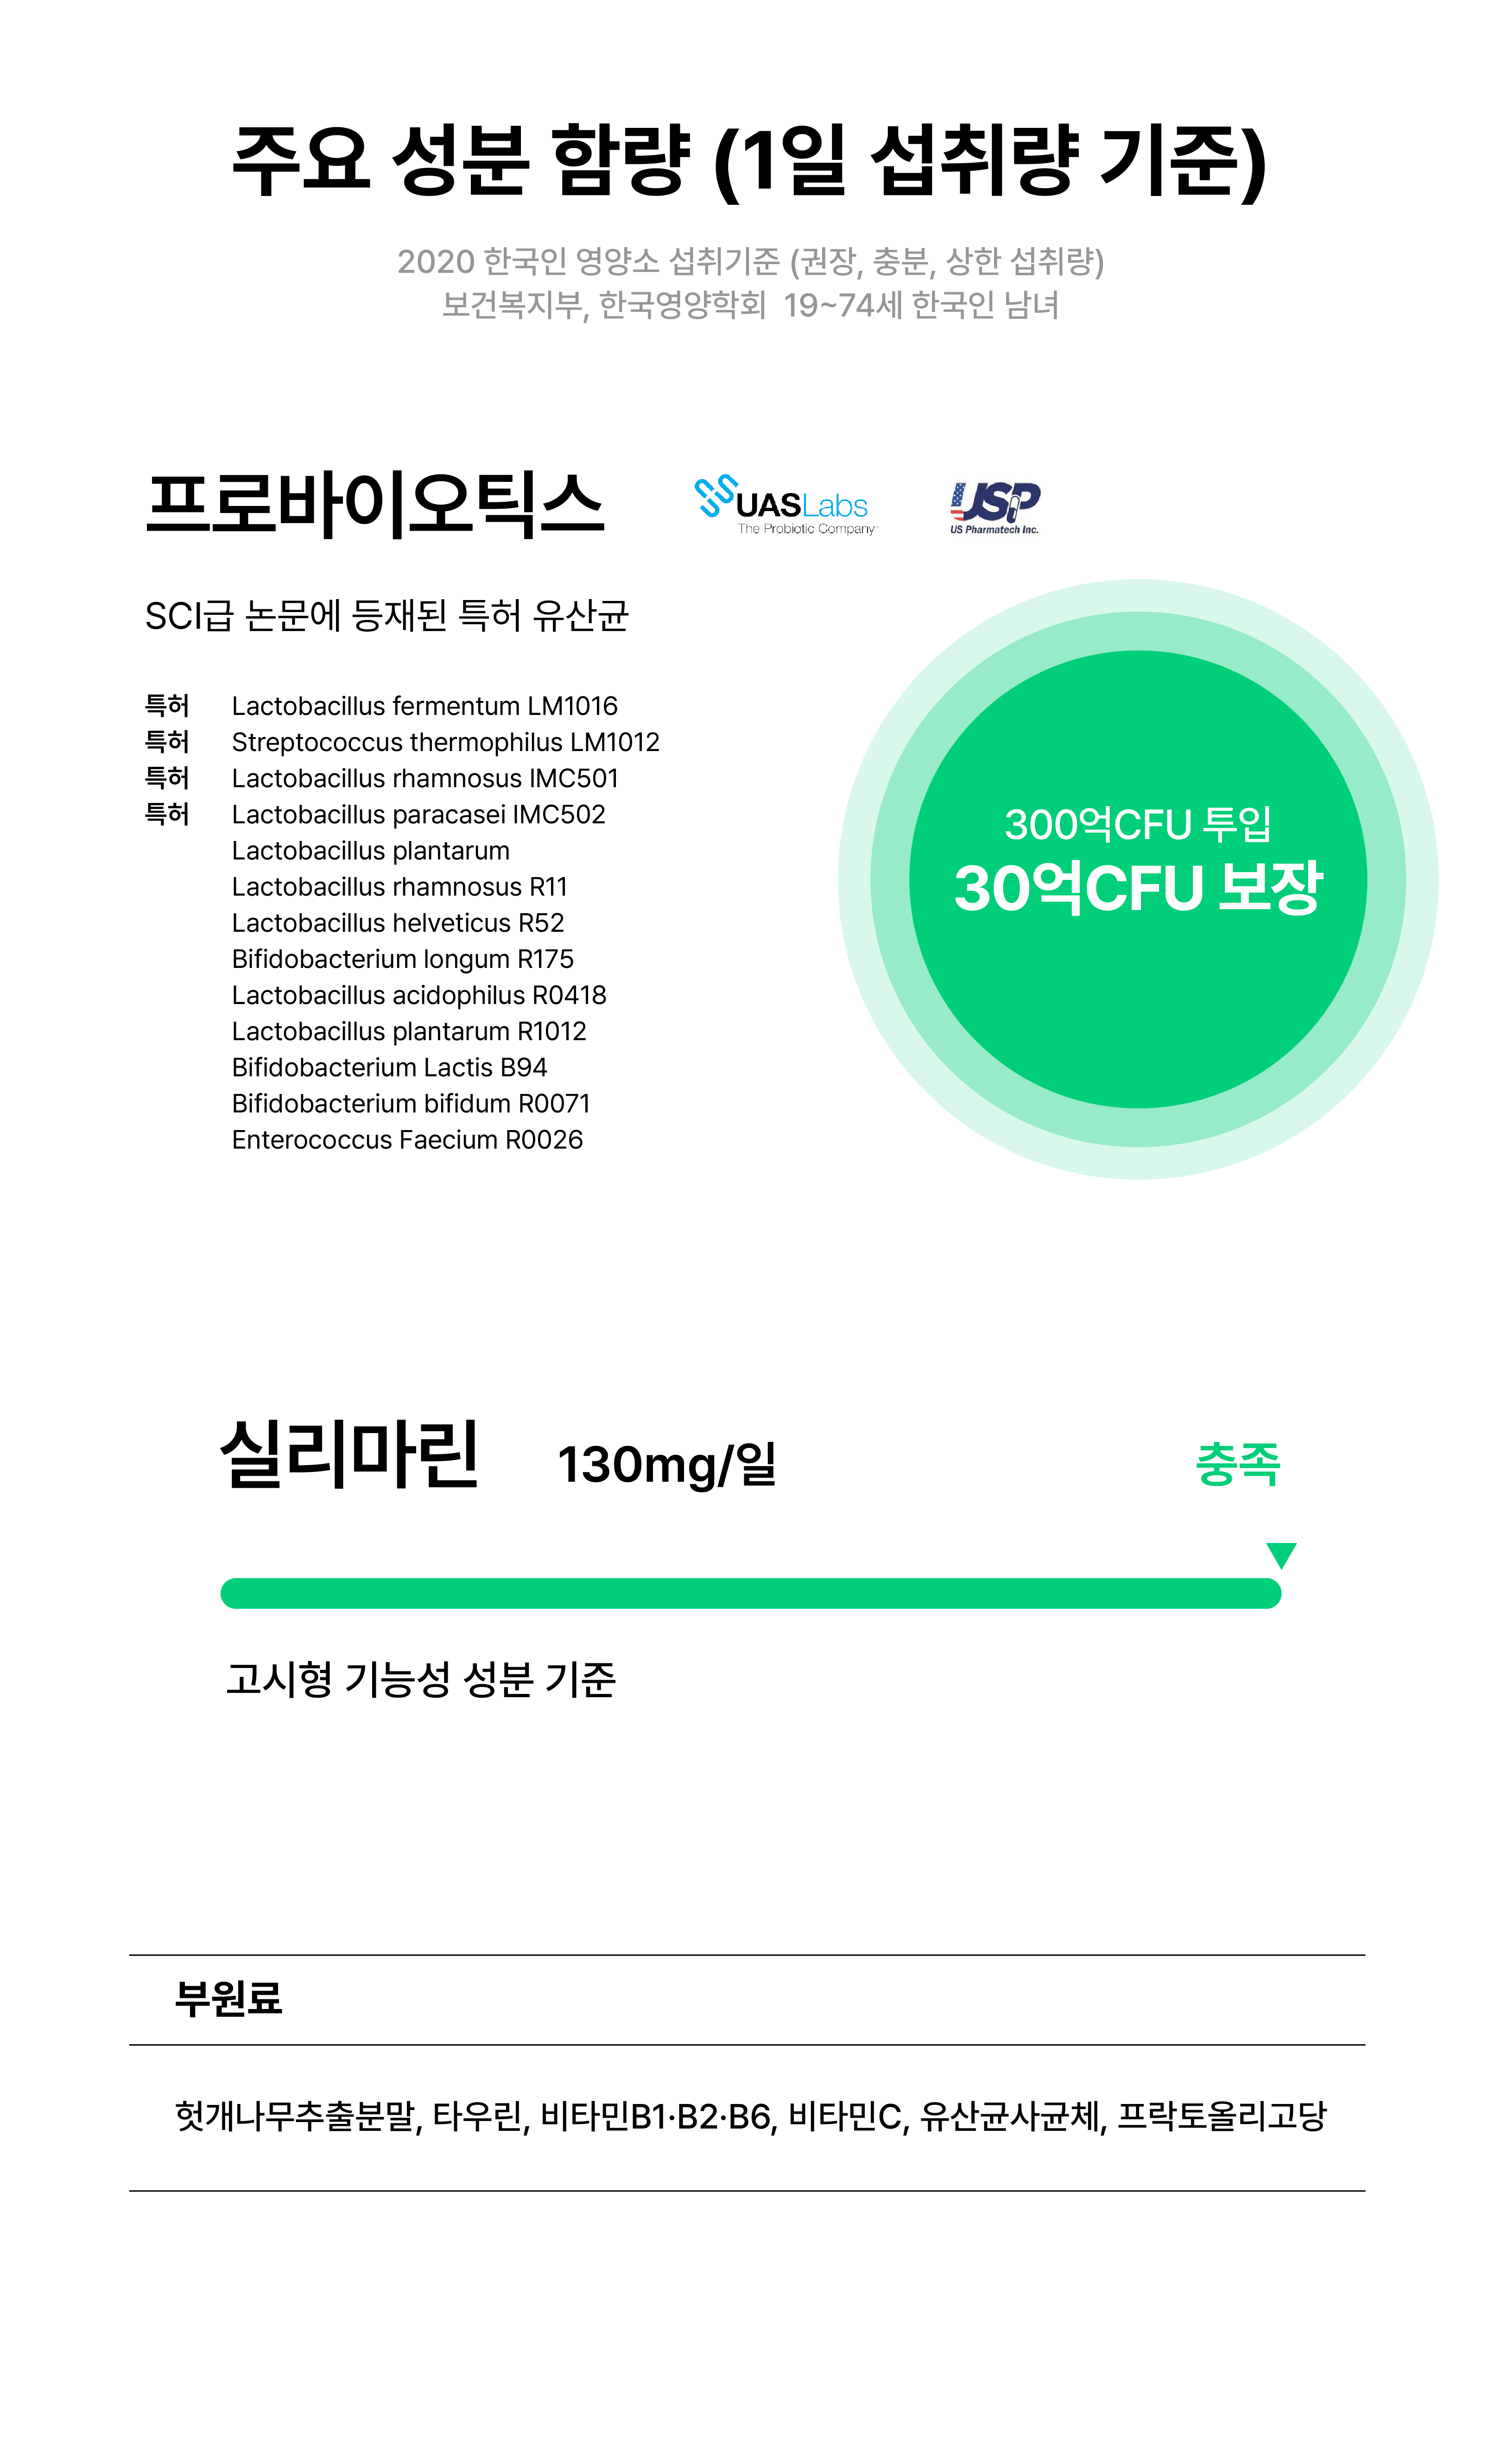 주요 성분 함량 (1일 섭취량 기준)
2020 한국인 영양소 섭취기준 (권장, 충분, 상한 섭취량)
보건복지부, 한국영양학회 19~74세 한국인 남녀
프로바이오틱스
UASLabs
The Probiotic Company
USP
US Pharmatech Inc.
SCI급 논문에 등재된 특허 유산균
특허 Lactobacillus fermentum LM1016
특허 Streptococcus thermophilus LM1012
특허 Lactobacillus rhamnosus IMC501
특허 Lactobacillus paracasei IMC502
Lactobacillus plantarum
Lactobacillus rhamnosus R11
Lactobacillus helveticus R52
Bifidobacterium longum R175
Lactobacillus acidophilus R0418
Lactobacillus plantarum R1012
Bifidobacterium Lactis B94
Bifidobacterium bifidum R0071
Enterococcus Faecium R0026
300억CFU 투입
30억CFU 보장
실리마린 130mg/일 충족
고시형 기능성 성분 기준
부원료
헛개나무추출분말, 타우린, 비타민B1·B2·B6, 비타민C, 유산균사균체, 프락토올리고당